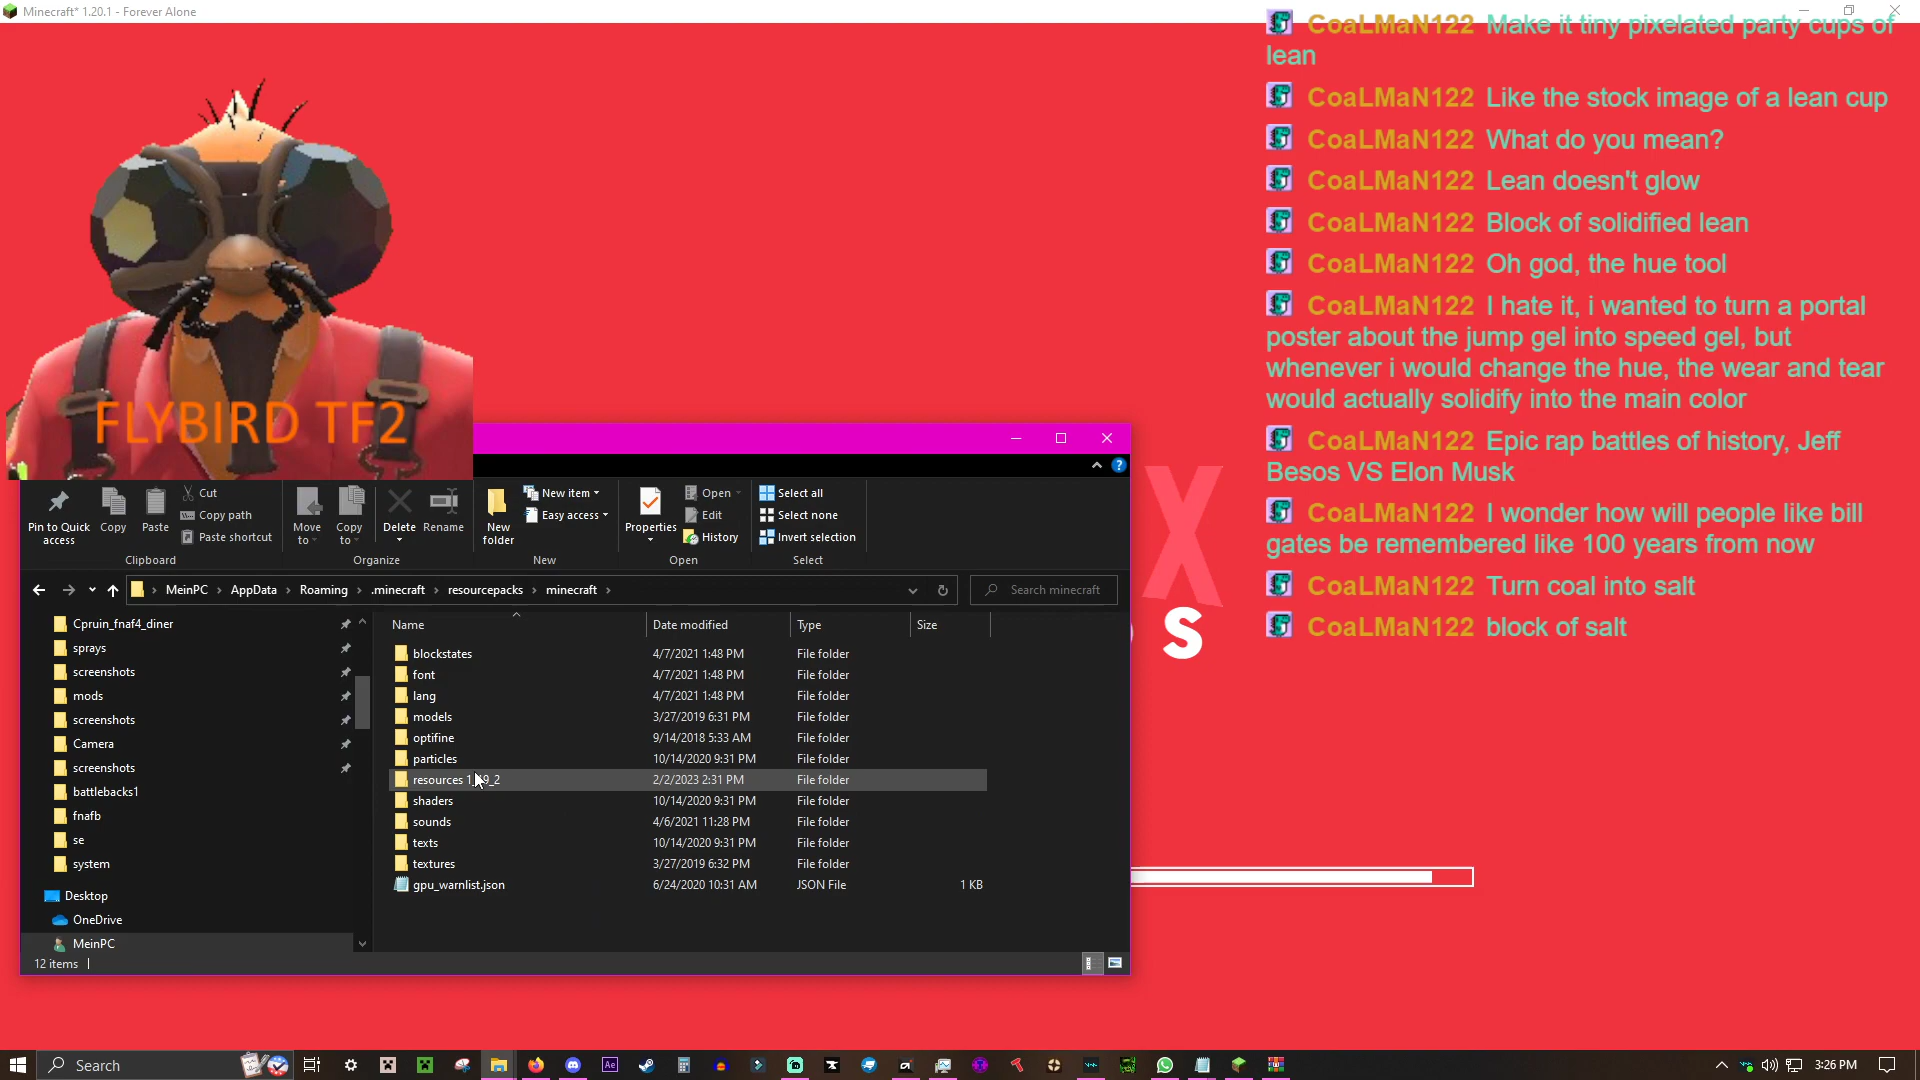 Minecraft* 1.20.1 - Forever Alone
CoaLMaN122 Make it tiny pixelated party cups of
lean
CoaLMaN122 Like the stock image of a lean cup
CoaLMaN122 What do you mean?
CoaLMaN122 Lean doesn't glow
CoaLMaN122 Block of solidified lean
CoaLMaN122 Oh god, the hue tool
CoaLMaN122 I hate it, i wanted to turn a portal
poster about the jump gel into speed gel, but
whenever i would change the hue, the wear and tear
would actually solidify into the main color
CoaLMaN122 Epic rap battles of history, Jeff
Besos VS Elon Musk
CoaLMaN122 I wonder how will people like bill
gates be remembered like 100 years from now
CoaLMaN122 Turn coal into salt
CoaLMaN122 block of salt
FLYBIRD TF2
X
S
Pin to Quick
access
Copy
Paste
Cut
Copy path
Paste shortcut
Clipboard
Move
to
Copy
to
Delete
Rename
Organize
New
folder
New item
Easy access
New
Properties
Open
Edit
History
Open
Select all
Select none
Invert selection
Select
MeinPC
AppData
Roaming
.minecraft
resourcepacks
minecraft
Search minecraft
Cpruin_fnaf4_diner
sprays
screenshots
mods
screenshots
Camera
screenshots
battlebacks1
fnafb
se
system
Desktop
OneDrive
MeinPC
Name Date modified Type Size
blockstates 4/7/2021 1:48 PM File folder
font 4/7/2021 1:48 PM File folder
lang 4/7/2021 1:48 PM File folder
models 3/27/2019 6:31 PM File folder
optifine 9/14/2018 5:33 AM File folder
particles 10/14/2020 9:31 PM File folder
resources 2/2/2023 2:31 PM File folder
shaders 10/14/2020 9:31 PM File folder
sounds 4/6/2021 11:28 PM File folder
texts 10/14/2020 9:31 PM File folder
textures 3/27/2019 6:32 PM File folder
gpu_warnlist.json 6/24/2020 10:31 AM JSON File 1 KB
12 items
Search
Ae
3:26 PM